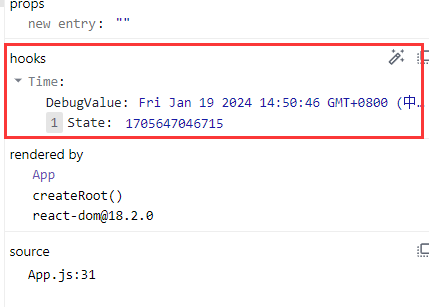 props
new entry: ""
hooks
Time:
DebugValue: Fri Jan 19 2024 14:50:46 GMT+0800 (中…
1 State: 1705647046715
rendered by
App
createRoot()
react-dom@18.2.0
source
App.js:31